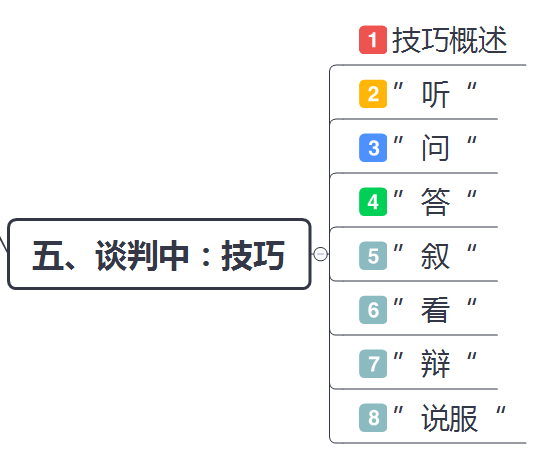 五、谈判中：技巧
1 技巧概述
2 ”听“
3 ”问“
4 ”答“
5 ”叙“
6 ”看“
7 ”辩“
8 ”说服“